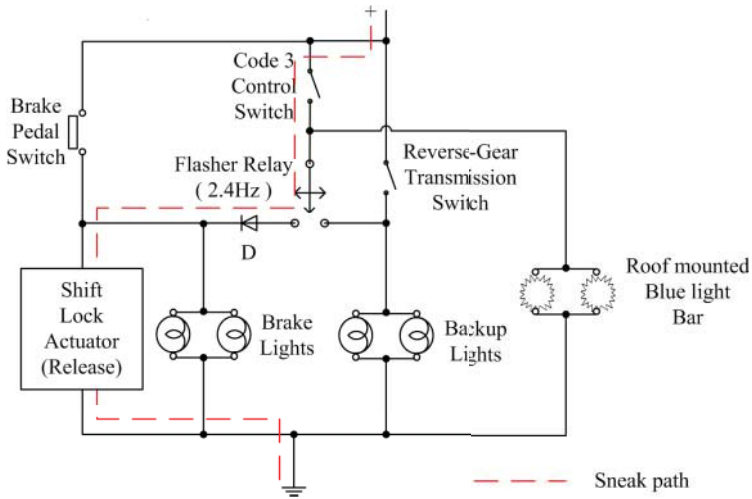 +
Code 3
Control
Switch
Brake
Pedal
Switch
Flasher Relay
( 2.4Hz )
Reverse-Gear
Transmission
Switch
D
Shift
Lock
Actuator
(Release)
Brake
Lights
Backup
Lights
Roof mounted
Blue light
Bar
Sneak path